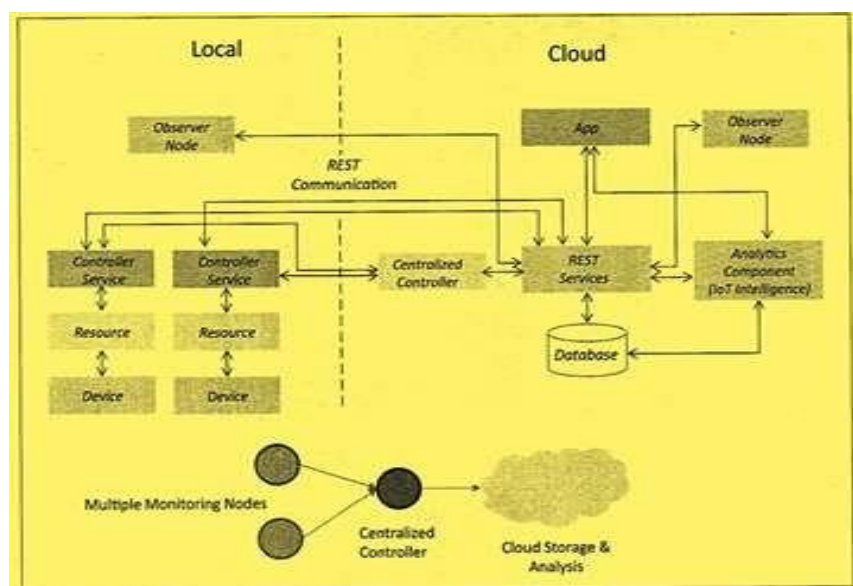 Local
Cloud
Observer
Node
App
Observer
Node
REST
Communication
Controller
Service
Controller
Service
Centralized
Controller
REST
Services
Analytics
Component
(IoT Intelligence)
Resource
Resource
Database
Device
Device
Multiple Monitoring Nodes
Centralized
Controller
Cloud Storage &
Analysis